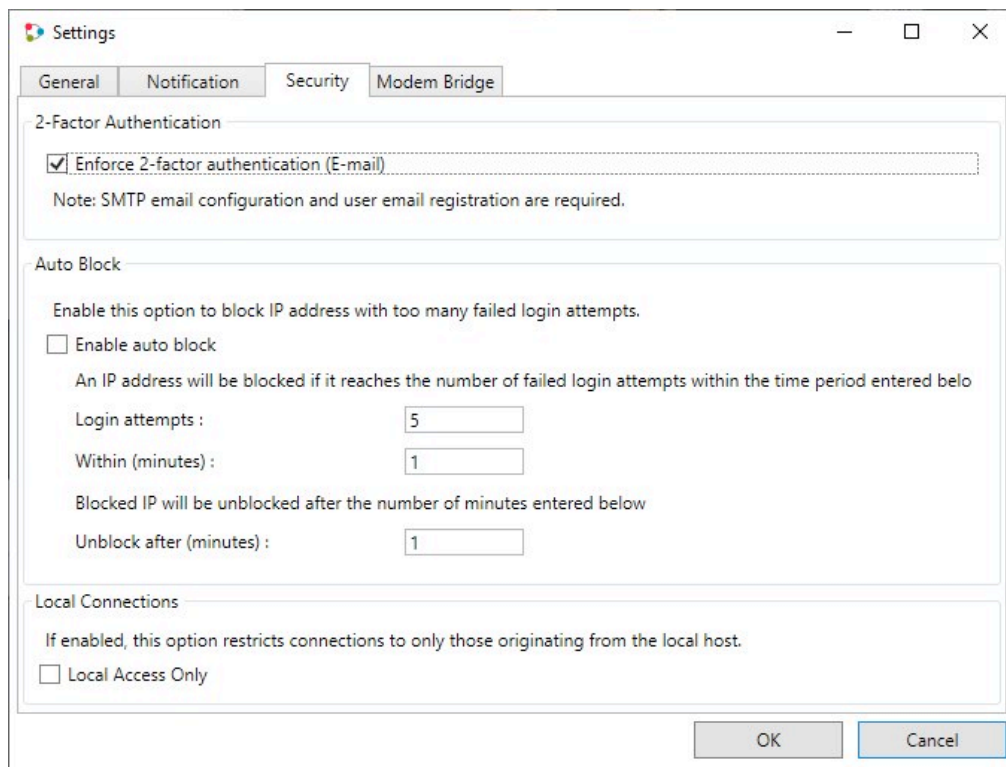 Settings
General Notification Security Modem Bridge
2-Factor Authentication
Enforce 2-factor authentication (E-mail)
Note: SMTP email configuration and user email registration are required.
Auto Block
Enable this option to block IP address with too many failed login attempts.
Enable auto block
An IP address will be blocked if it reaches the number of failed login attempts within the time period entered belo
Login attempts : 5
Within (minutes) : 1
Blocked IP will be unblocked after the number of minutes entered below
Unblock after (minutes) : 1
Local Connections
If enabled, this option restricts connections to only those originating from the local host.
Local Access Only
OK Cancel